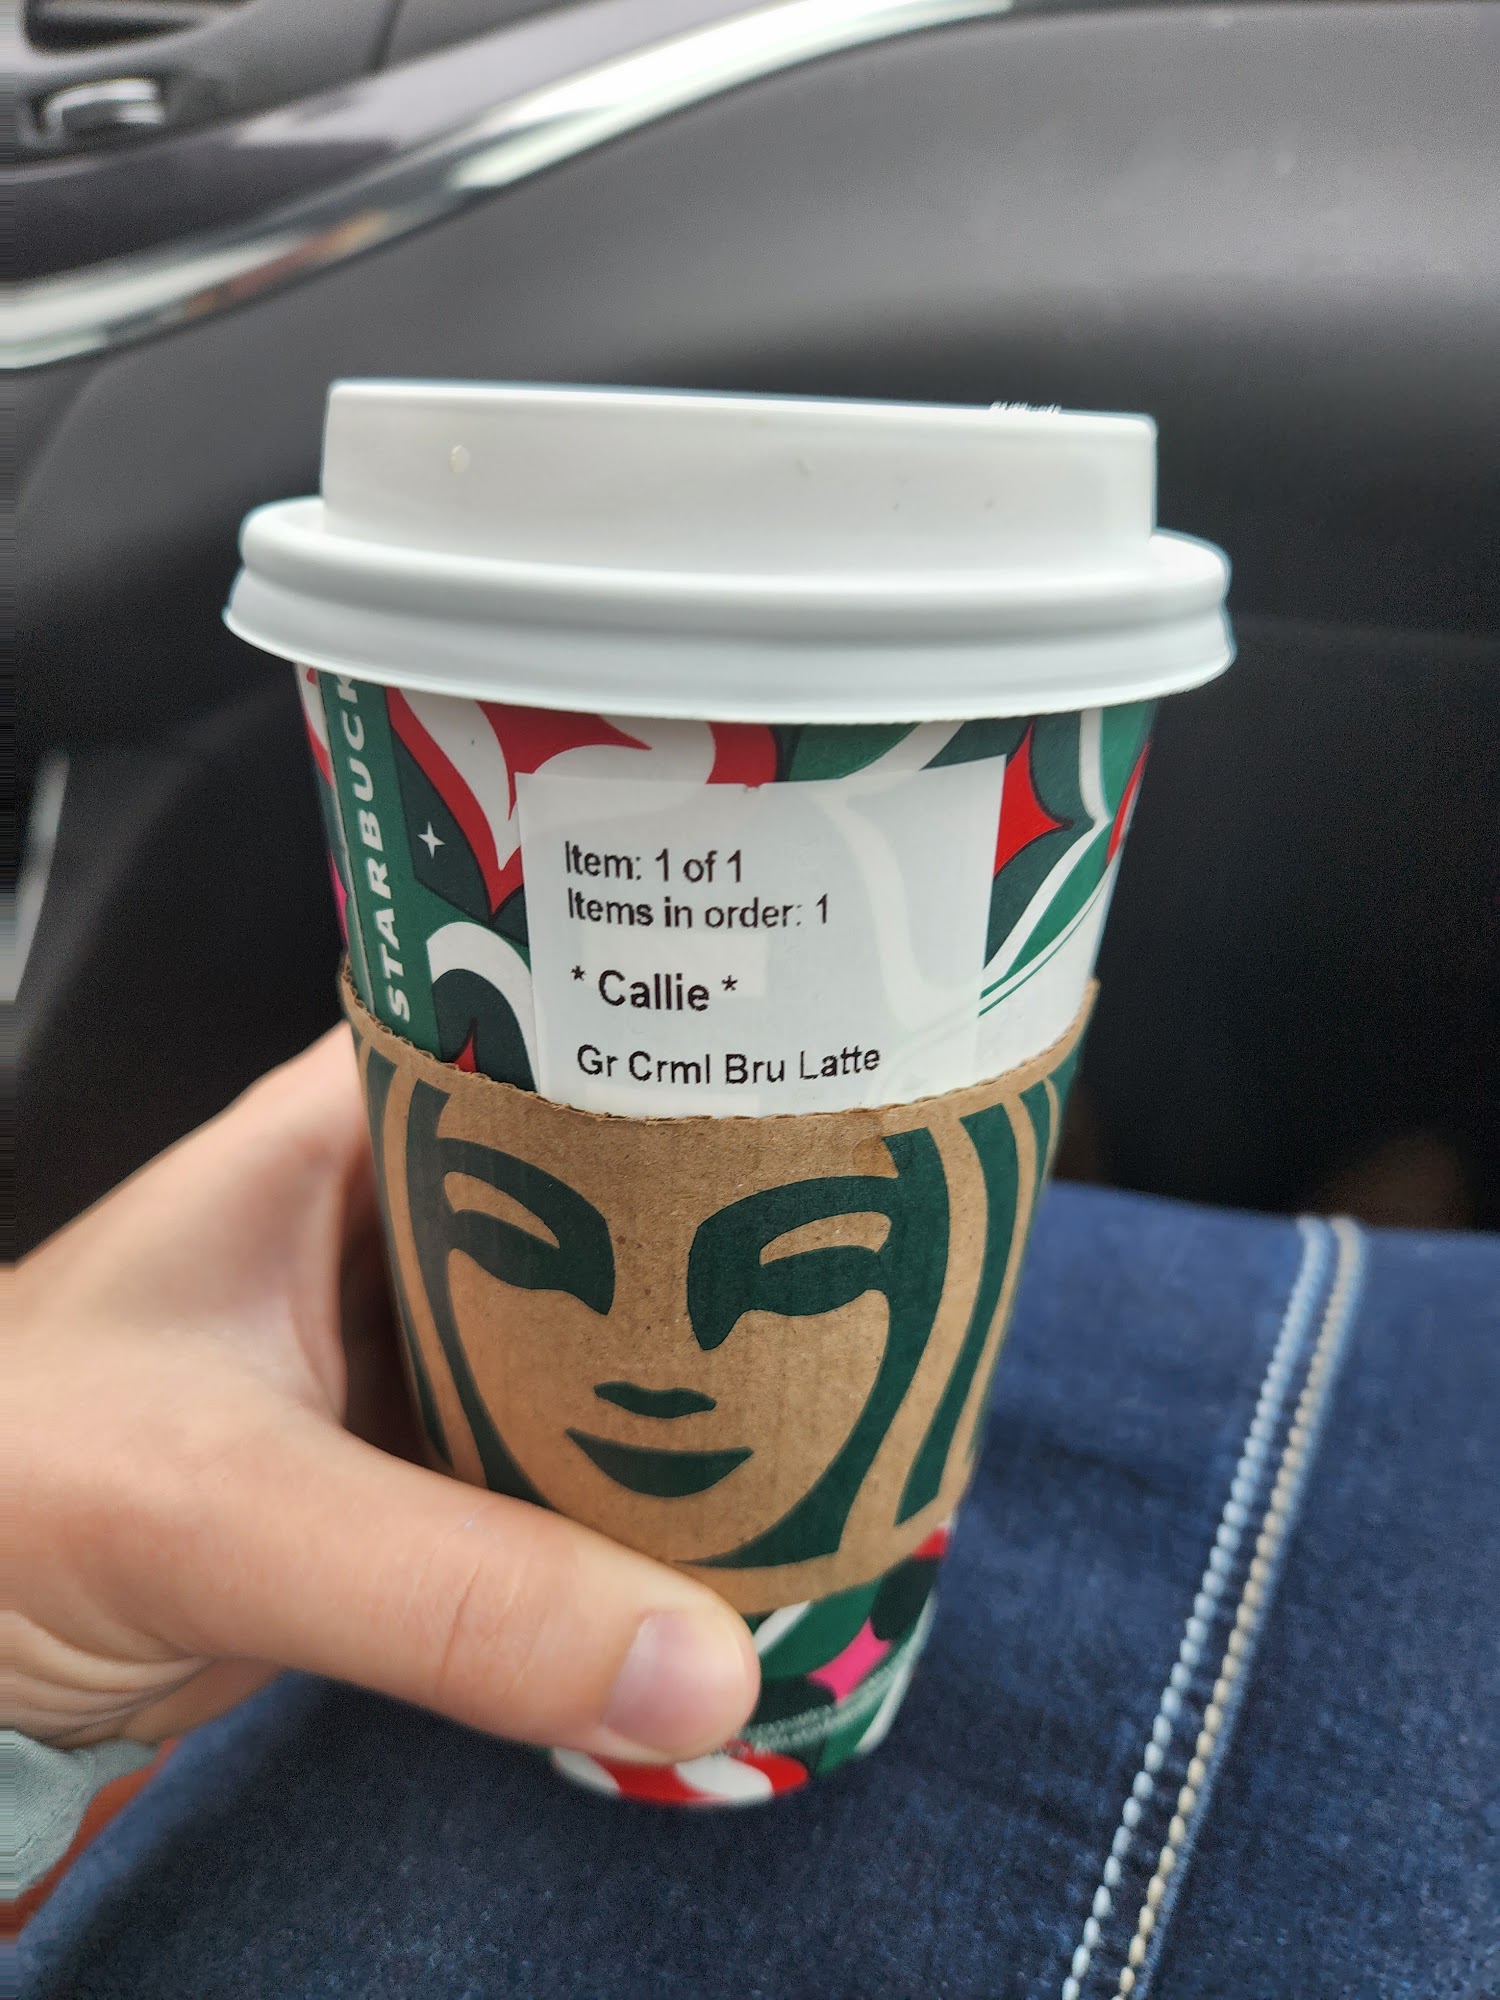 STARBUCK
Item: 1 of 1
Items in order: 1
* Callie *
Gr Crml Bru Latte